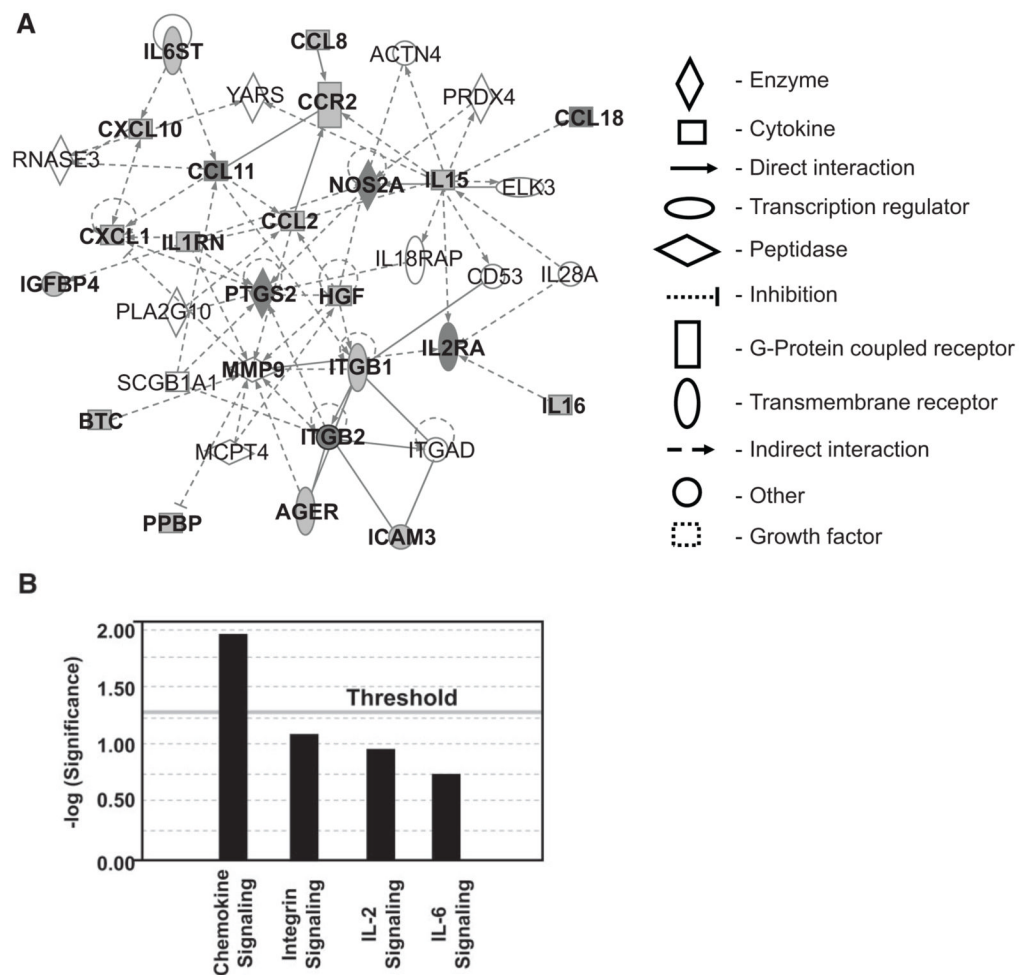 A
IL6ST
CCL8
ACTN4
YARS
CCR2
PRDX4
CCL18
CXCL10
RNASE3
CCL11
NOS2A
IL15
ELK3
CCL2
CXCL1
IL1RN
IL18RAP
CD53
IL28A
IGFBP4
PTGS2
HGF
PLA2G10
IL2RA
MMP9
ITGB1
SCGB1A1
BTC
IL16
ITGB2
MCPT4
ITGAD
PPBP
AGER
ICAM3
- Enzyme
- Cytokine
- Direct interaction
- Transcription regulator
- Peptidase
- Inhibition
- G-Protein coupled receptor
- Transmembrane receptor
- Indirect interaction
- Other
- Growth factor
B
-log (Significance)
2.00
1.50
1.00
0.50
0.00
Threshold
Chemokine
Signaling
Integrin
Signaling
IL-2
Signaling
IL-6
Signaling